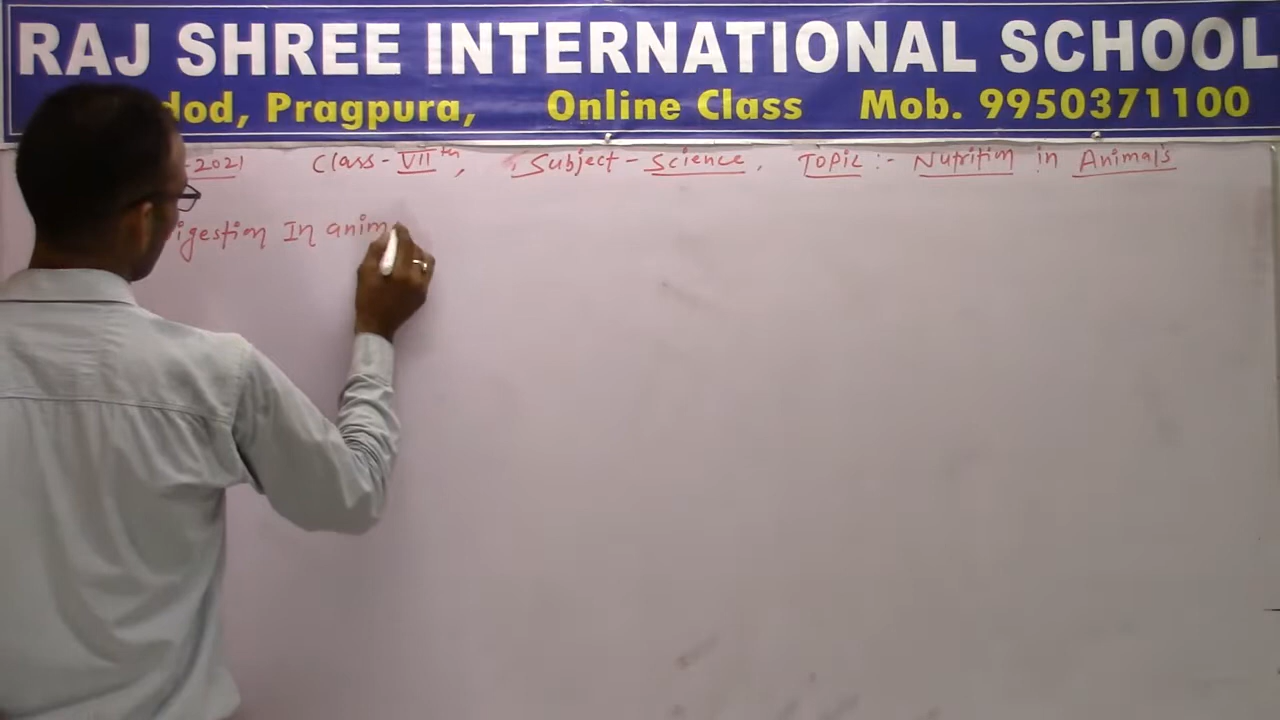 RAJ SHREE INTERNATIONAL SCHOOL
dod, Pragpura, Online Class Mob. 9950371100
-2021 Class-VIIth, Subject-Science. Topic:- Nutrition in Animals
igestion In anim